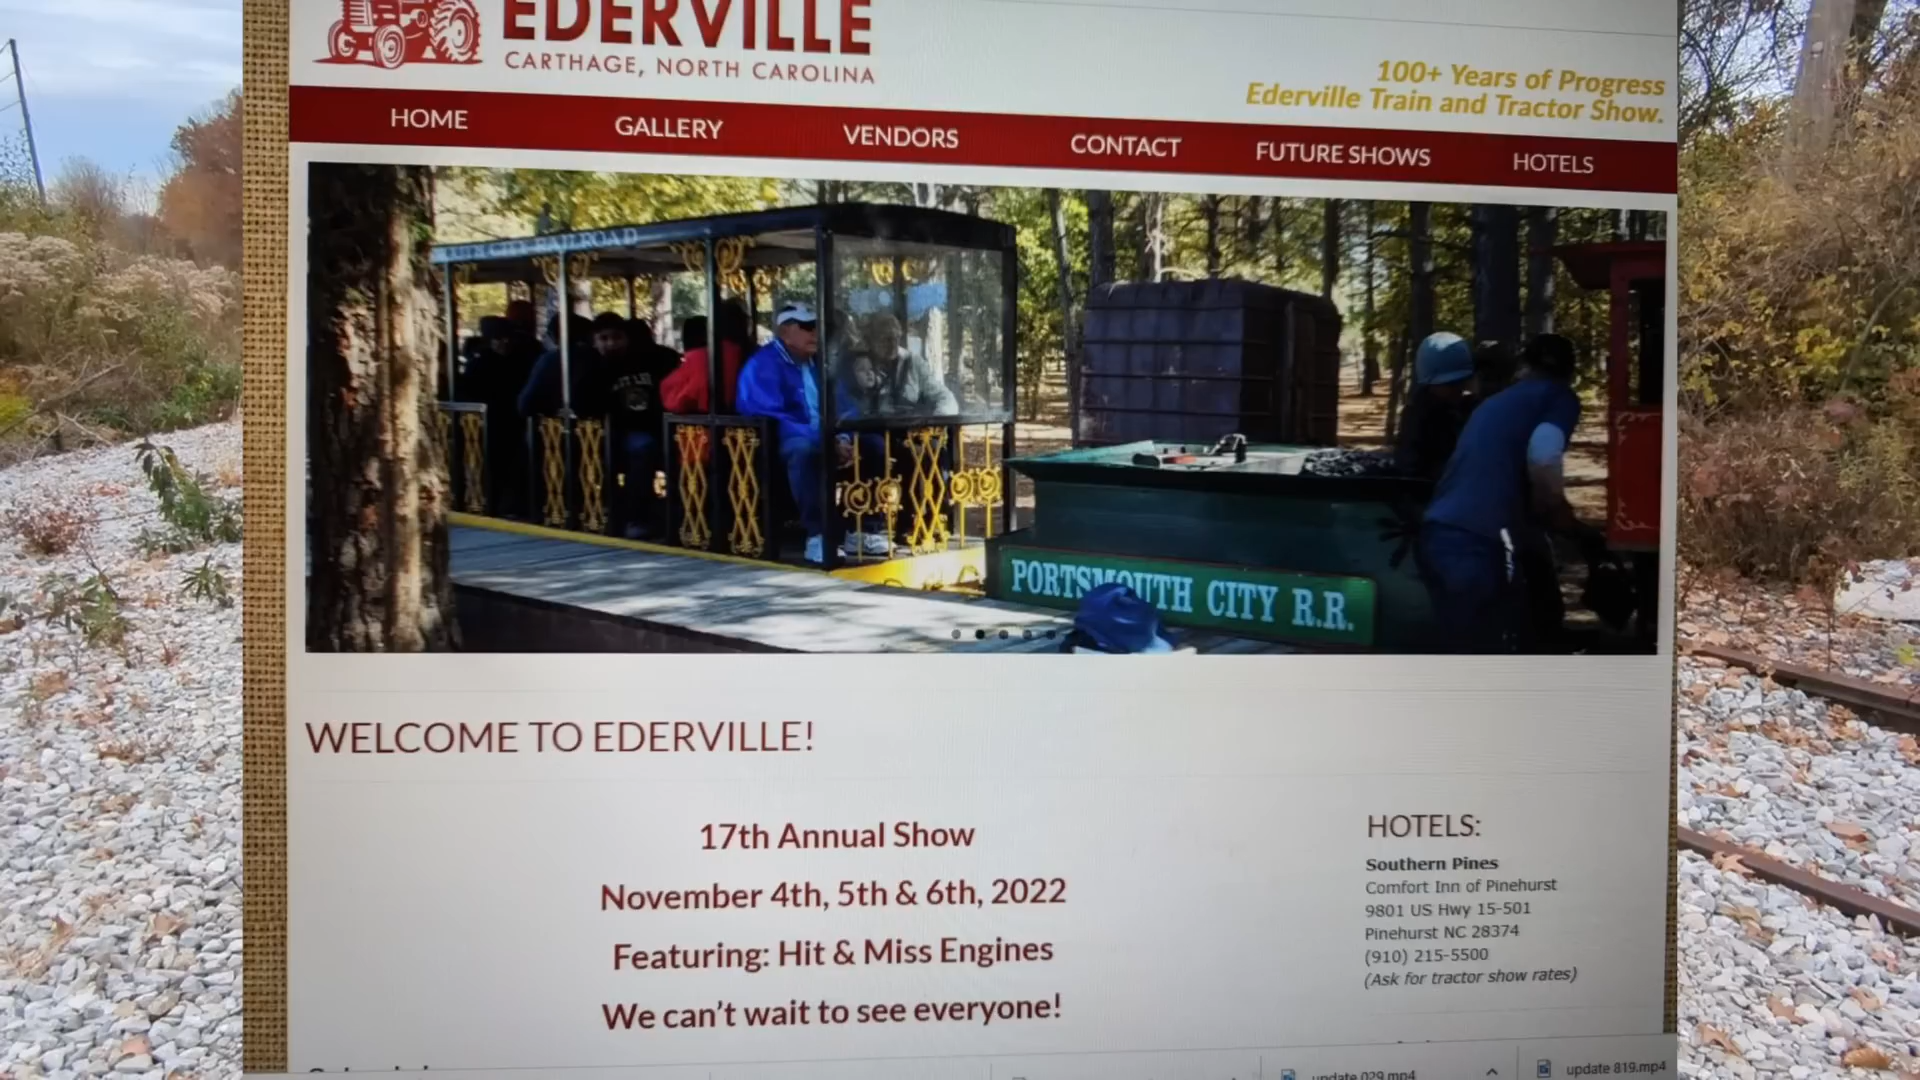 EDERVILLE
CARTHAGE, NORTH CAROLINA
100+ Years of Progress
Ederville Train and Tractor Show.
HOME
GALLERY
VENDORS
CONTACT
FUTURE SHOWS
HOTELS
CITY RAILROAD
PORTSMOUTH CITY R.R.
WELCOME TO EDERVILLE!
17th Annual Show
November 4th, 5th & 6th, 2022
Featuring: Hit & Miss Engines
We can't wait to see everyone!
HOTELS:
Southern Pines
Comfort Inn of Pinehurst
9801 US Hwy 15-501
Pinehurst NC 28374
(910) 215-5500
(Ask for tractor show rates)
update 029.mp4
update 819.mp4